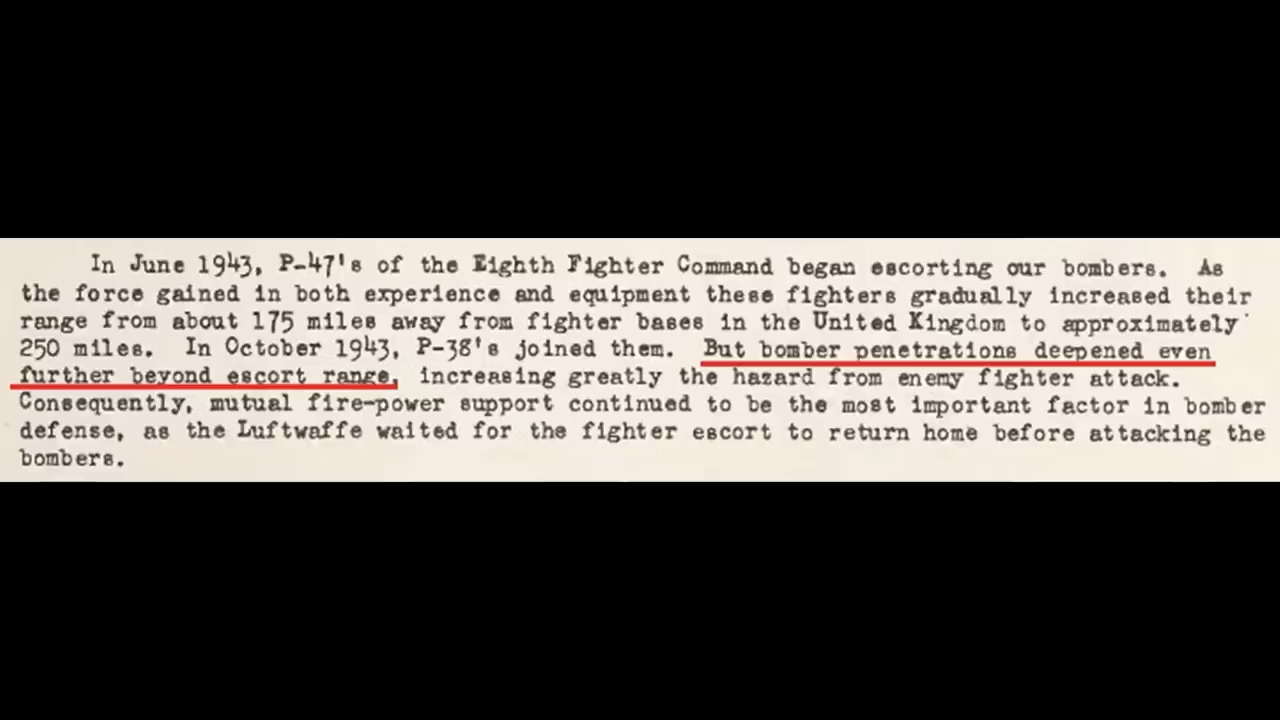 In June 1943, P-47's of the Eighth Fighter Command began escorting our bombers. As
the force gained in both experience and equipment these fighters gradually increased their
range from about 175 miles away from fighter bases in the United Kingdom to approximately
250 miles. In October 1943, P-38's joined them. But bomber penetrations deepened even
further beyond escort range, increasing greatly the hazard from enemy fighter attack.
Consequently, mutual fire-power support continued to be the most important factor in bomber
defense, as the Luftwaffe waited for the fighter escort to return home before attacking the
bombers.